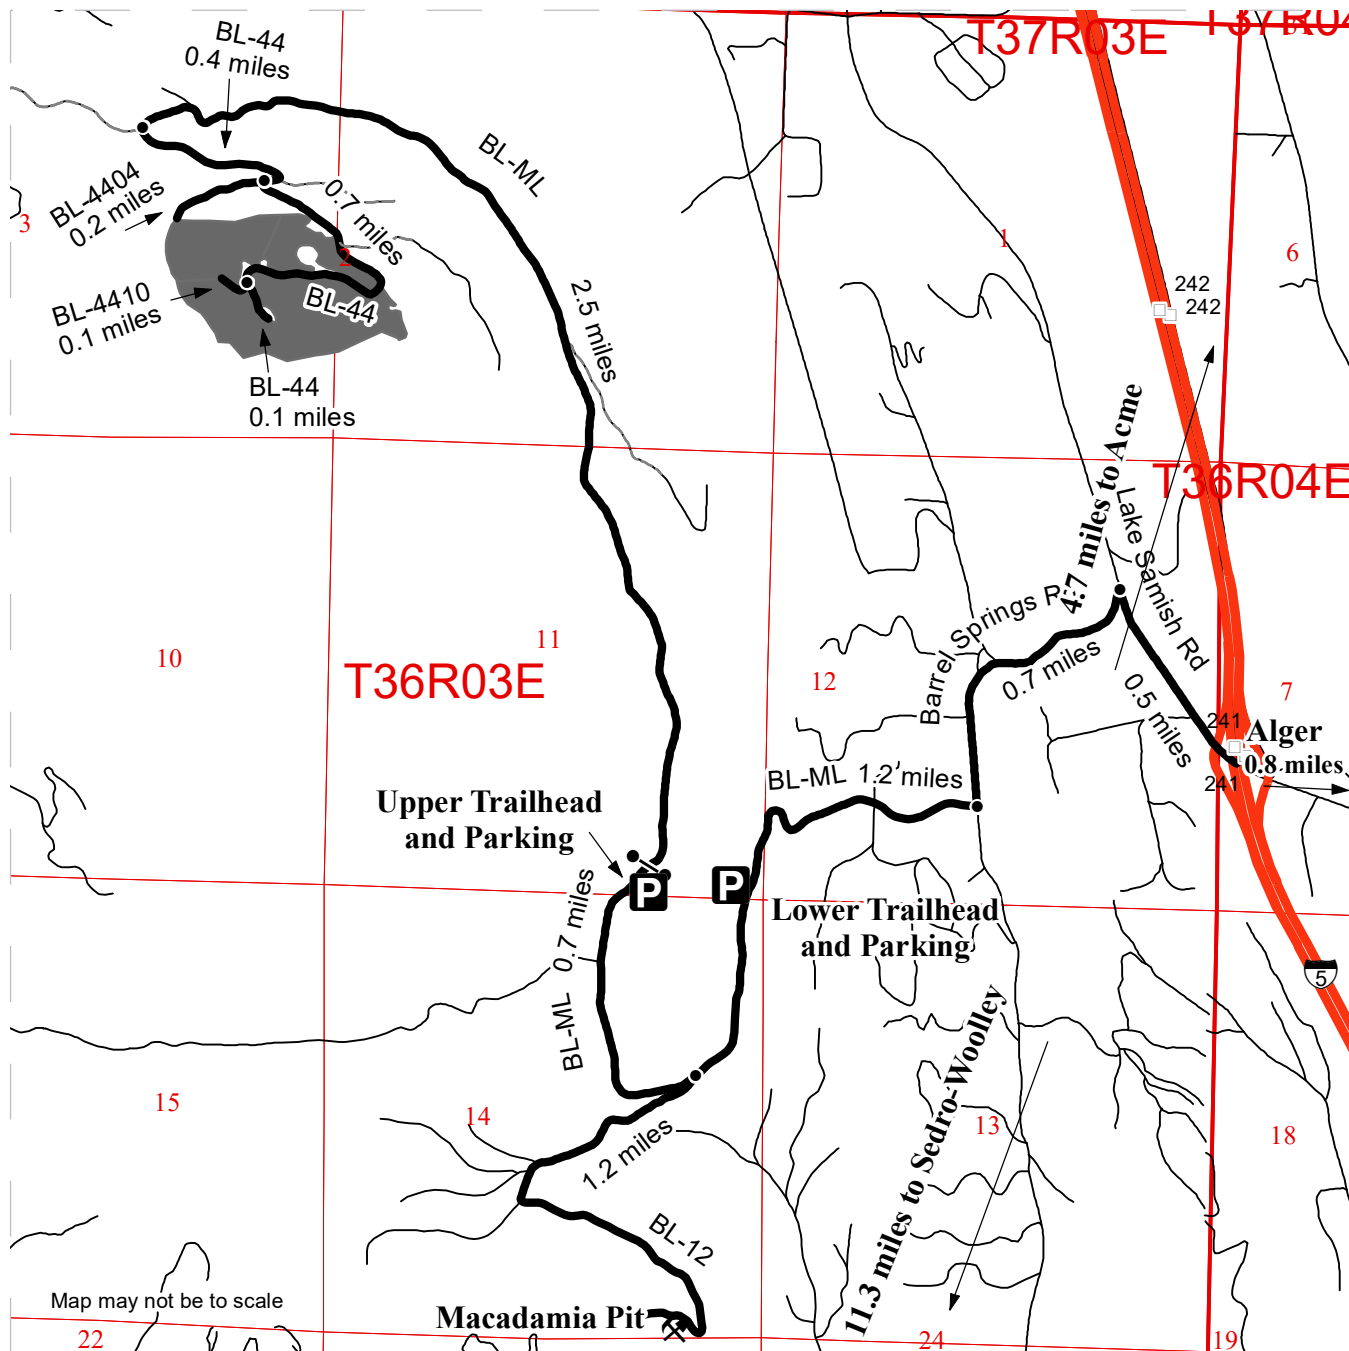 T37R03E
T37R04
31
BL-44
0.4 miles
BL-ML
BL-4404
0.2 miles
0.7 miles
3
2
1
6
BL-4410
0.1 miles
BL-44
2.5 miles
242
242
BL-44
0.1 miles
4.7 miles to Acme
T36R04E
Lake Samish Rd
Barrel Springs R
10
11
T36R03E
12
0.7 miles
0.5 miles
7
241
Alger
0.8 miles
241
BL-ML 1.2 miles
Upper Trailhead
and Parking
P
P
Lower Trailhead
and Parking
0.7 miles
BL-ML
5
11.3 miles to Sedro-Woolley
15
14
13
18
1.2 miles
BL-12
Map may not be to scale
Macadamia Pit
22
24
19